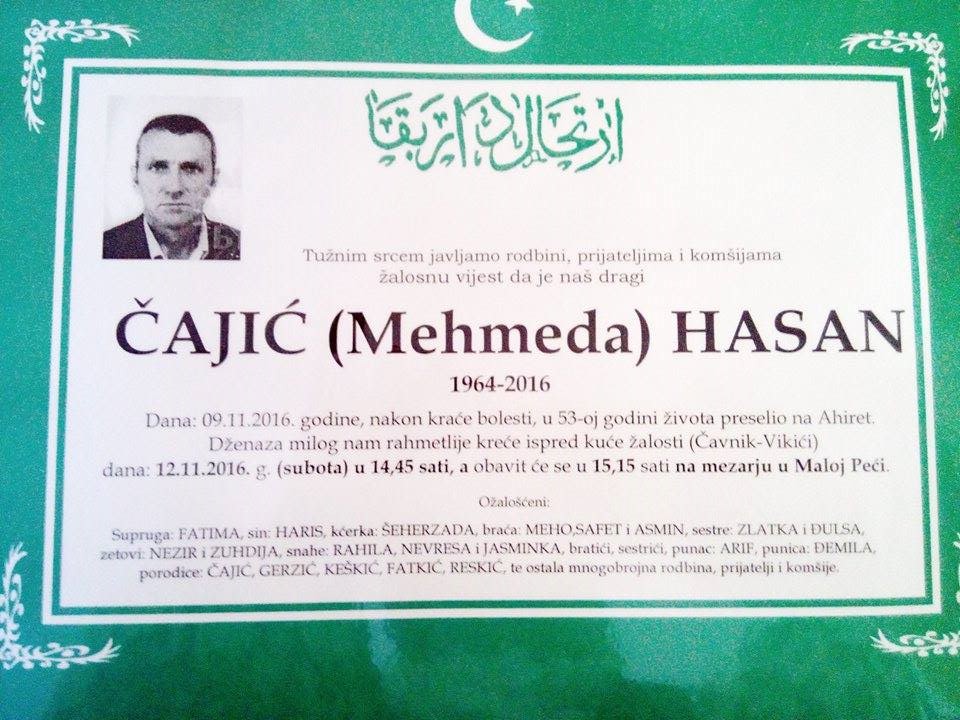 ارتحال دار بقا
Tužnim srcem javljamo rodbini, prijateljima i komšijama
žalosnu vijest da je naš dragi
ČAJIĆ (Mehmeda) HASAN
1964-2016
Dana: 09.11.2016. godine, nakon kraće bolesti, u 53-oj godini života preselio na Ahiret.
Dženaza milog nam rahmetlije kreće ispred kuće žalosti (Čavnik-Vikići)
dana: 12.11.2016. g. (subota) u 14,45 sati, a obavit će se u 15,15 sati na mezarju u Maloj Peći.
Ožalošćeni:
Supruga: FATIMA, sin: HARIS, kćerka: ŠEHERZADA, braća: MEHO,SAFET i ASMIN, sestre: ZLATKA i ĐULSA,
zetovi: NEZIR i ZUHDIJA, snahe: RAHILA, NEVRESA i JASMINKA, bratići, sestrići, punac: ARIF, punica: ĐEMILA,
porodice: ČAJIĆ, GERZIĆ, KEŠKIĆ, FATKIĆ, RESKIĆ, te ostala mnogobrojna rodbina, prijatelji i komšije.